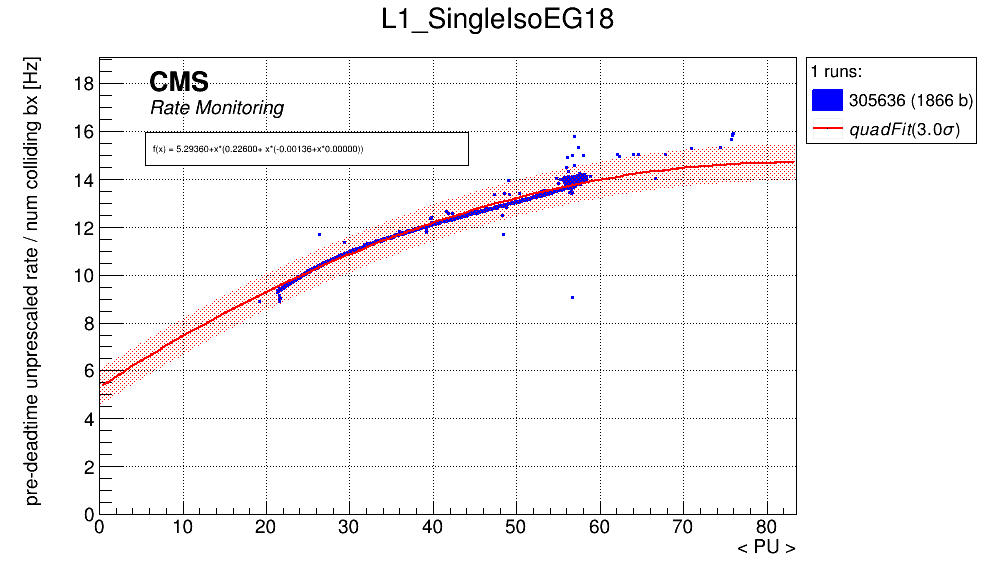 L1_SingleIsoEG18
pre-deadtime unprescaled rate / num colliding bx [Hz]
18
16
14
12
10
8
6
4
2
0
CMS
Rate Monitoring
f(x) = 5.29360+x*(0.22600+ x*(-0.00136+x*0.00000))
0 10 20 30 40 50 60 70 80
< PU >
1 runs:
305636 (1866 b)
quadFit(3.0σ)